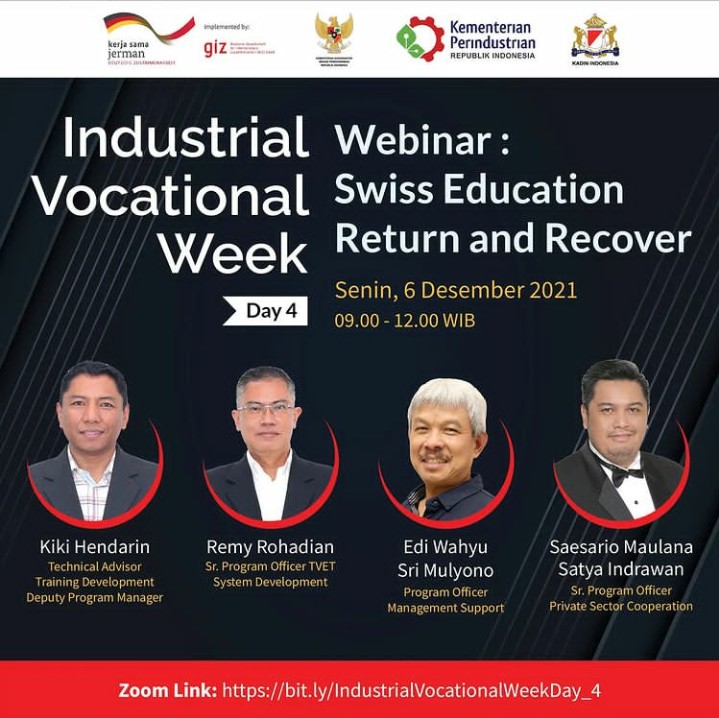 kerja sama
jerman
DEUTSCHE ZUSAMMENARBEIT
implemented by:
giz
Kementerian
Perindustrian
REPUBLIK INDONESIA
KADIN INDONESIA
Industrial
Vocational
Week
Day 4
Webinar :
Swiss Education
Return and Recover
Senin, 6 Desember 2021
09.00 - 12.00 WIB
Kiki Hendarin
Technical Advisor
Training Development
Deputy Program Manager
Remy Rohadian
Sr. Program Officer TVET
System Development
Edi Wahyu
Sri Mulyono
Program Officer
Management Support
Saesario Maulana
Satya Indrawan
Sr. Program Officer
Private Sector Cooperation
Zoom Link: https://bit.ly/IndustrialVocationalWeekDay_4